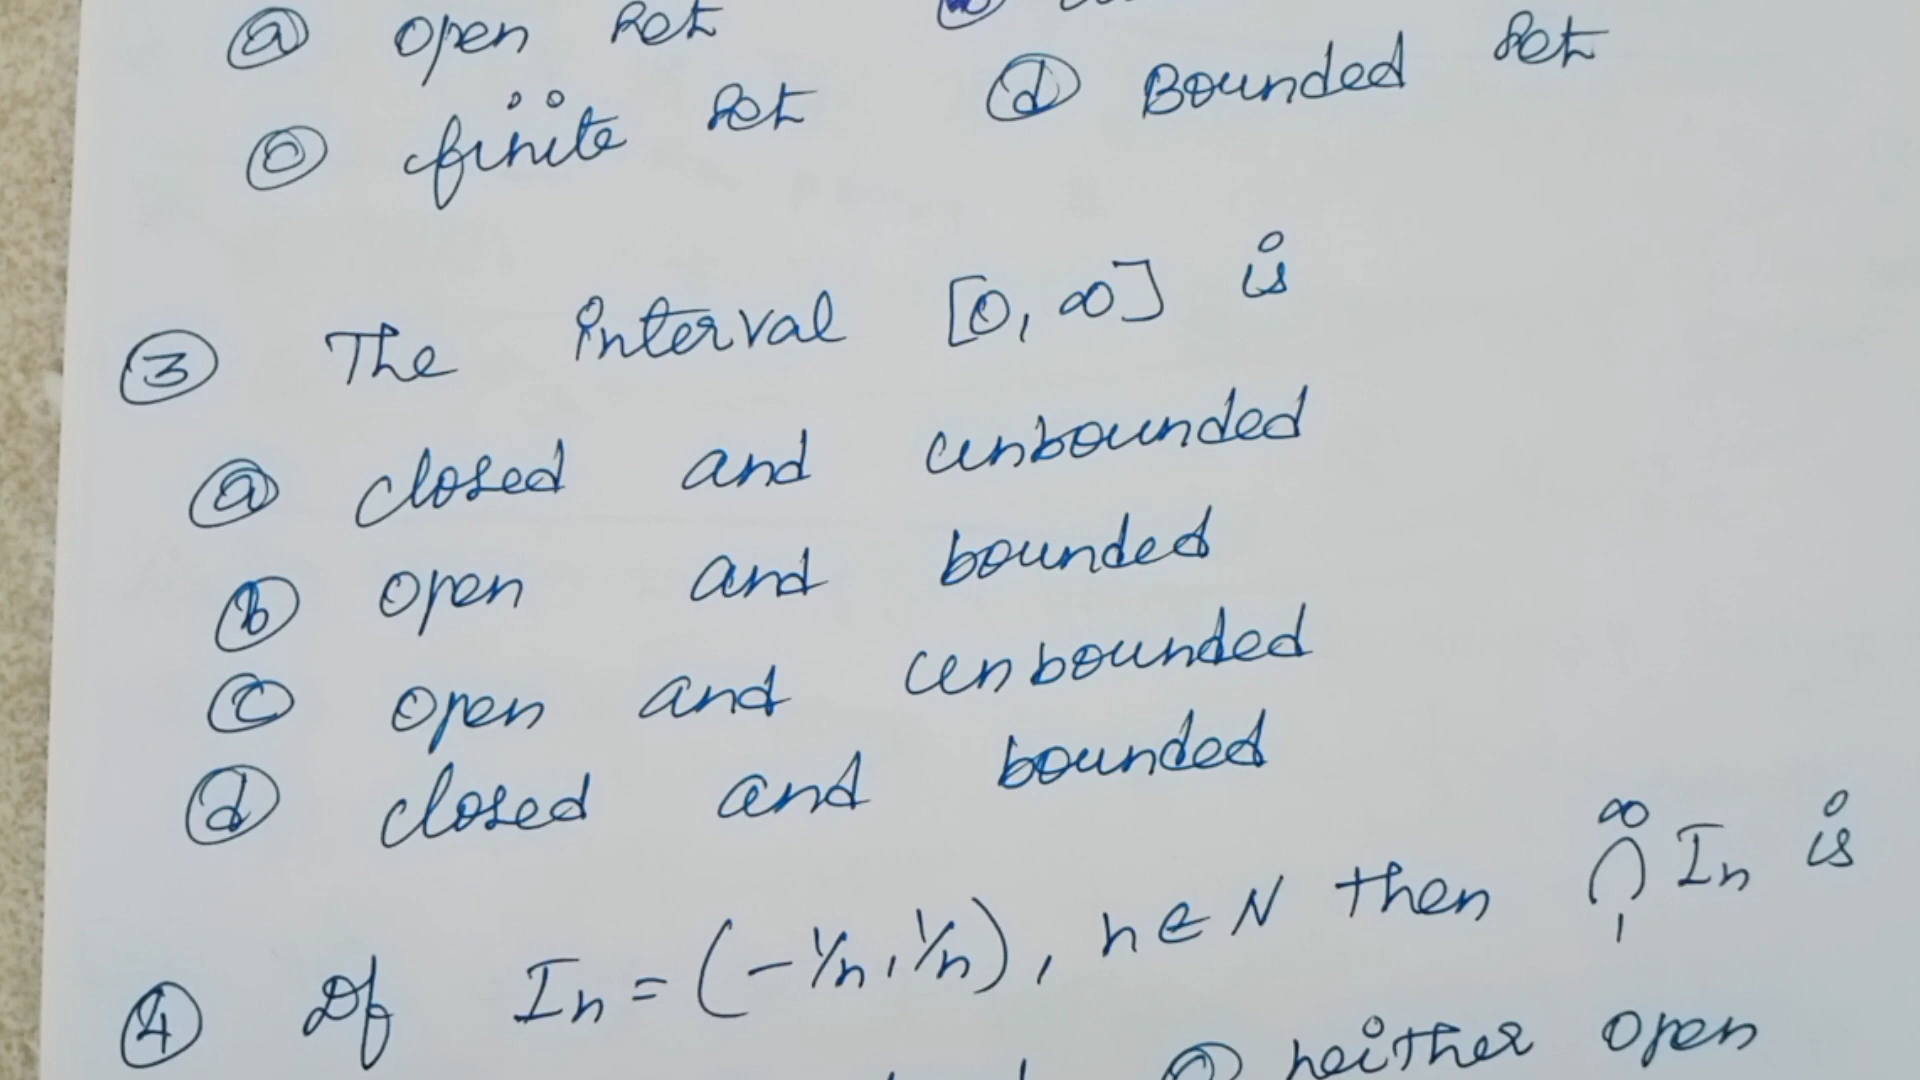 (a) open set (b)
(c) finite set (d) Bounded set
(3) The interval [0, ∞] is
(a) closed and unbounded
(b) open and bounded
(c) open and unbounded
(d) closed and bounded
(4) If Iₙ = (-1/n, 1/n), n ∈ N then ∞ ∩ 1 Iₙ is
neither open